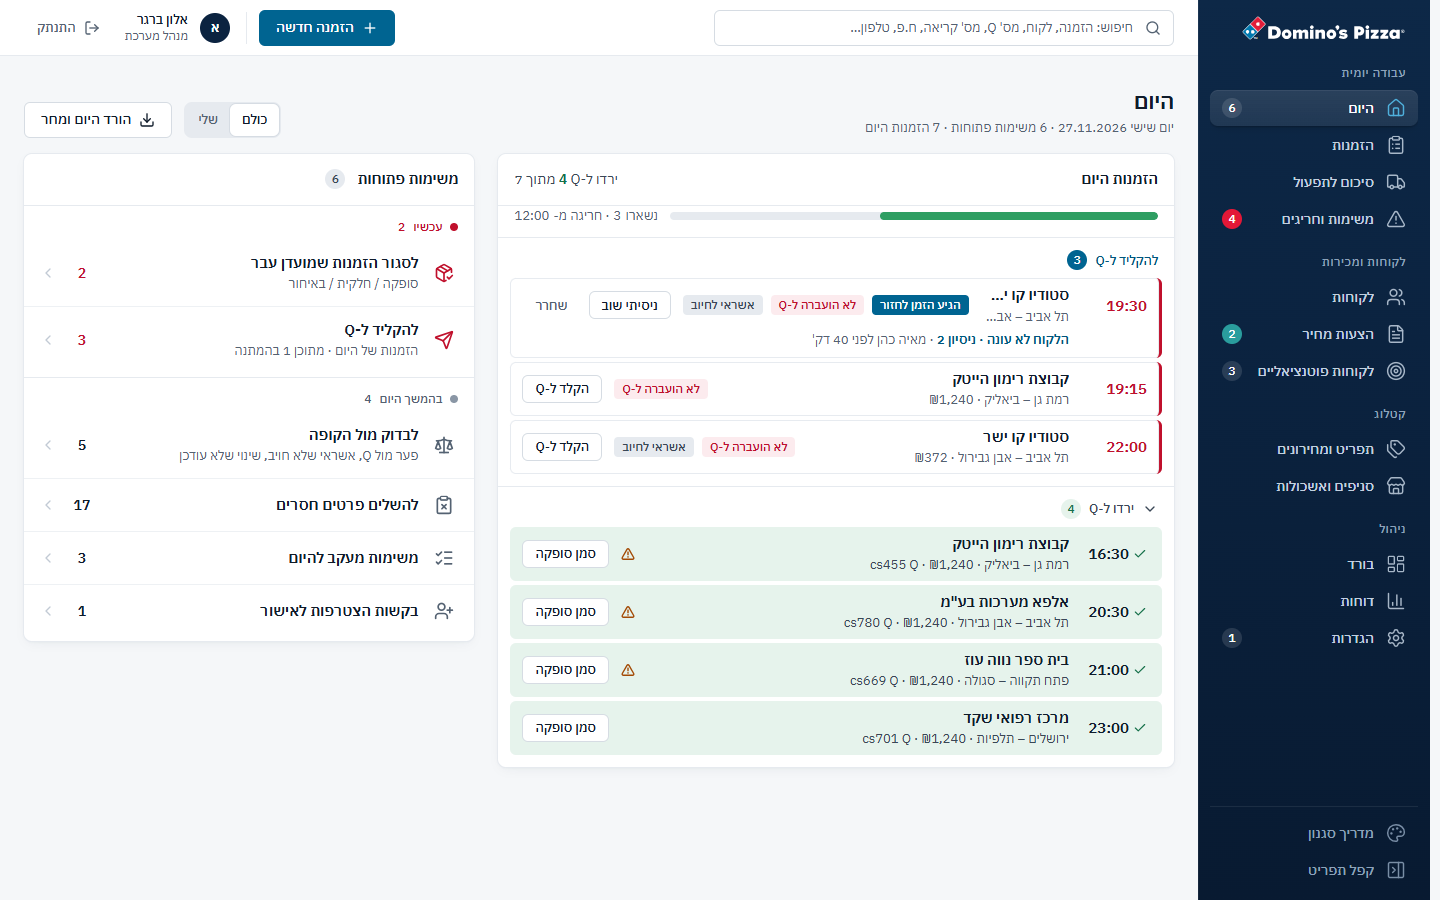 Domino's Pizza
עבודה יומית
היום 6
הזמנות
סיכום לתפעול
משימות וחריגים 4
לקוחות ומכירות
לקוחות
הצעות מחיר 2
לקוחות פוטנציאליים 3
קטלוג
תפריט ומחירונים
סניפים ואשכולות
ניהול
בורד
דוחות
הגדרות 1
מדריך סגנון
קפל תפריט
חיפוש: הזמנה, לקוח, מס' Q, מס' קריאה, ח.פ, טלפון...
הזמנה חדשה
א
אלון ברגר
מנהל מערכת
התנתק
היום
יום שישי 27.11.2026 · 6 משימות פתוחות · 7 הזמנות היום
כולם שלי
הורד היום ומחר
הזמנות היום
ירדו ל-Q 4 מתוך 7
נשארו 3 · חריגה מ- 12:00
להקליד ל-Q 3
19:30 סטודיו קו י... הגיע הזמן לחזור לא הועברה ל-Q אשראי לחיוב ניסיתי שוב שחרר
תל אביב – אב...
הלקוח לא עונה · ניסיון 2 · מאיה כהן לפני 40 דק'
19:15 קבוצת רימון הייטק לא הועברה ל-Q הקלד ל-Q
רמת גן – ביאליק · ₪1,240
22:00 סטודיו קו ישר לא הועברה ל-Q אשראי לחיוב הקלד ל-Q
תל אביב – אבן גבירול · ₪372
ירדו ל-Q 4
16:30 קבוצת רימון הייטק סמן סופקה
רמת גן – ביאליק · ₪1,240 · Q cs455
20:30 אלפא מערכות בע"מ סמן סופקה
תל אביב – אבן גבירול · ₪1,240 · Q cs780
21:00 בית ספר נווה עוז סמן סופקה
פתח תקווה – סגולה · ₪1,240 · Q cs669
23:00 מרכז רפואי שקד סמן סופקה
ירושלים – תלפיות · ₪1,240 · Q cs701
משימות פתוחות 6
עכשיו 2
לסגור הזמנות שמועדן עבר 2
סופקה / חלקית / באיחור
להקליד ל-Q 3
הזמנות של היום · מתוכן 1 בהמתנה
בהמשך היום 4
לבדוק מול הקופה 5
פער מול Q, אשראי שלא חויב, שינוי שלא עודכן
להשלים פרטים חסרים 17
משימות מעקב להיום 3
בקשות הצטרפות לאישור 1